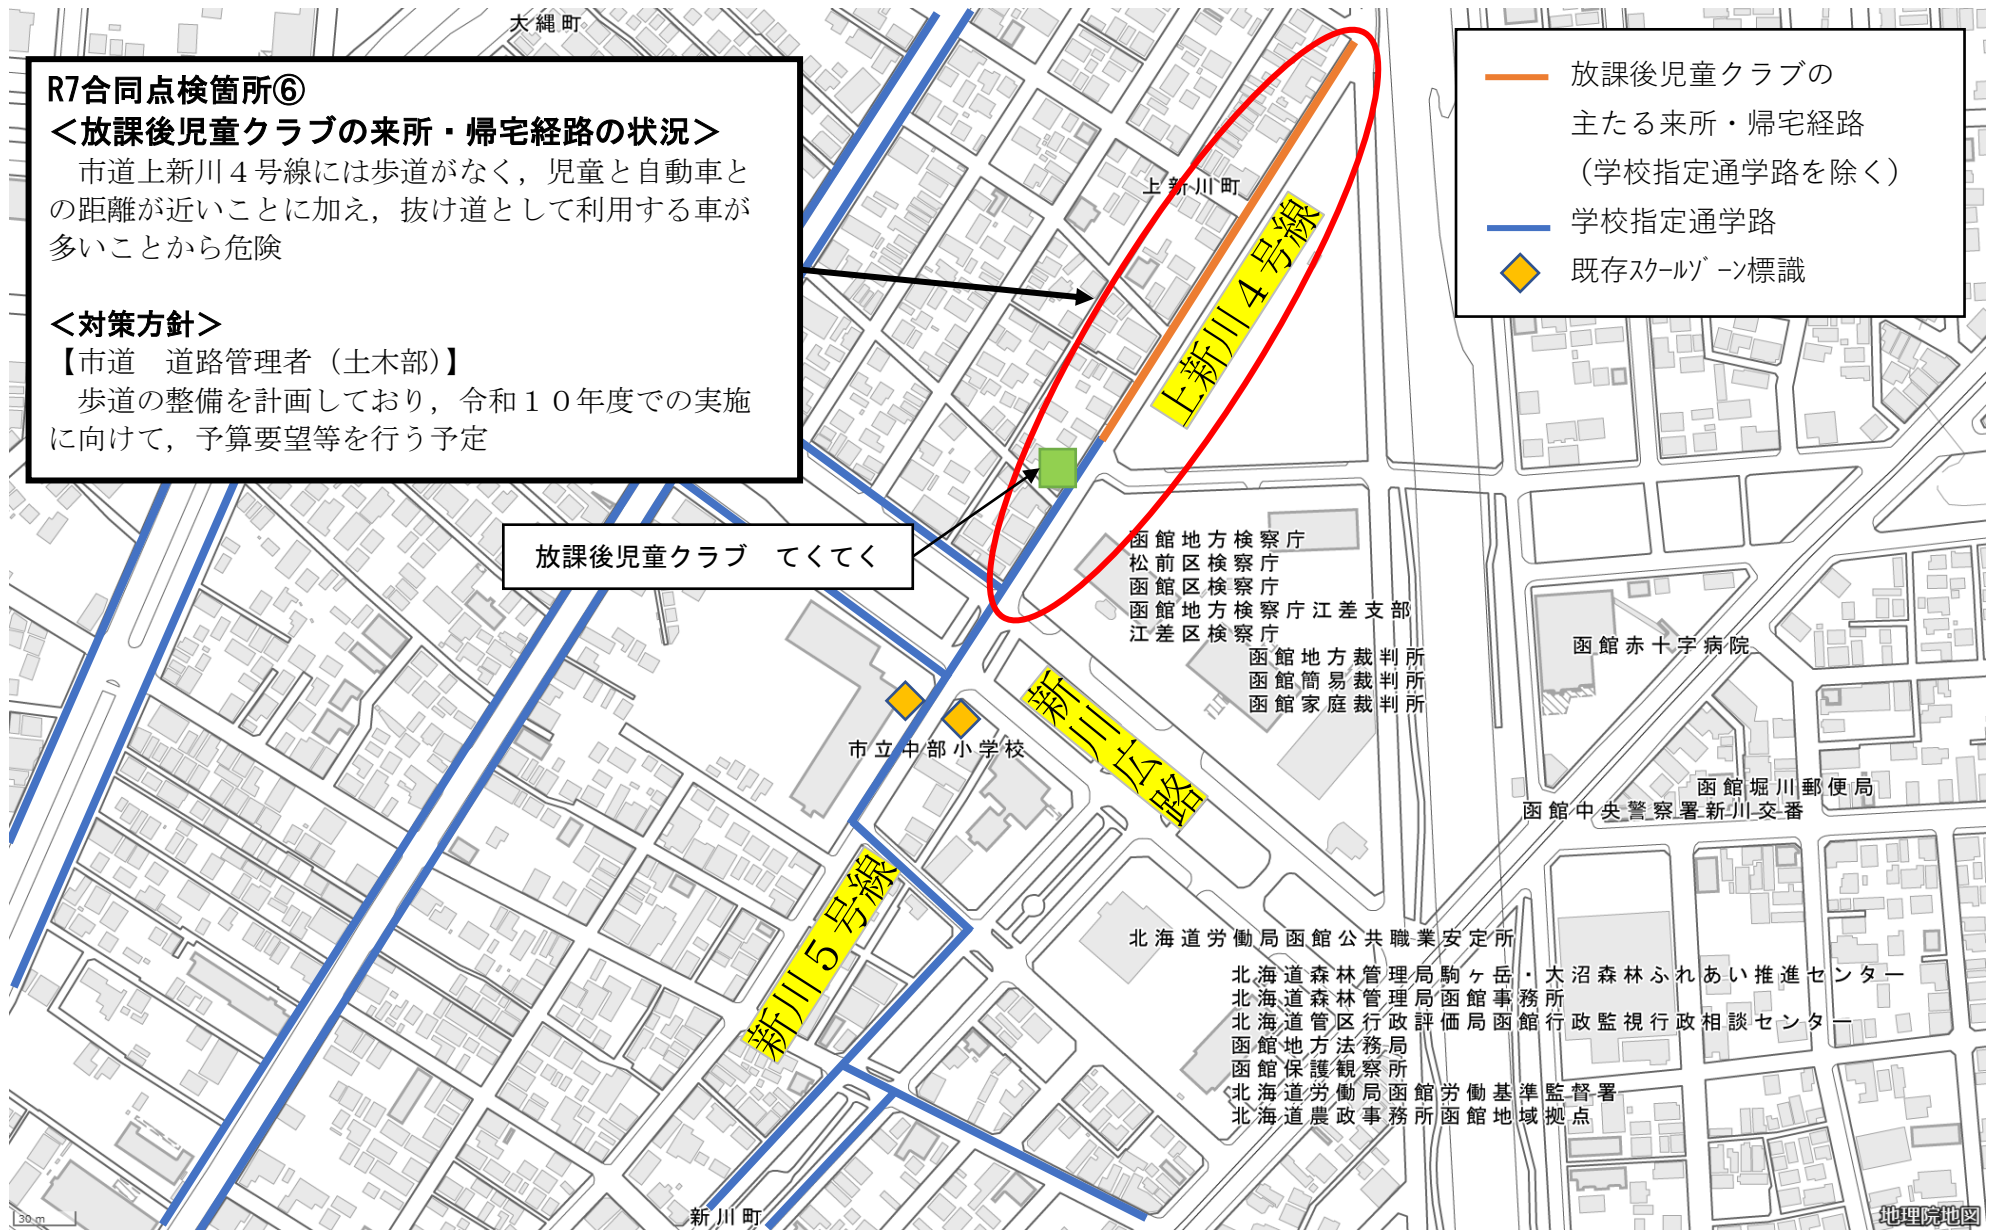 大縄町
R7合同点検箇所⑥
＜放課後児童クラブの来所・帰宅経路の状況＞
市道上新川４号線には歩道がなく，児童と自動車と
の距離が近いことに加え，抜け道として利用する車が
多いことから危険
＜対策方針＞
【市道　道路管理者（土木部）】
歩道の整備を計画しており，令和１０年度での実施
に向けて，予算要望等を行う予定
放課後児童クラブの
主たる来所・帰宅経路
（学校指定通学路を除く）
学校指定通学路
既存ｽｸｰﾙｿﾞｰﾝ標識
上新川町
上新川４号線
放課後児童クラブ　てくてく
函館地方検察庁
松前区検察庁
函館区検察庁
函館地方検察庁江差支部
江差区検察庁
函館地方裁判所
函館簡易裁判所
函館家庭裁判所
函館赤十字病院
新川広路
市立中部小学校
函館堀川郵便局
函館中央警察署新川交番
新川５号線
北海道労働局函館公共職業安定所
北海道森林管理局駒ヶ岳・大沼森林ふれあい推進センター
北海道森林管理局函館事務所
北海道管区行政評価局函館行政監視行政相談センター
函館地方法務局
函館保護観察所
北海道労働局函館労働基準監督署
北海道農政事務所函館地域拠点
新川町
30 m
地理院地図